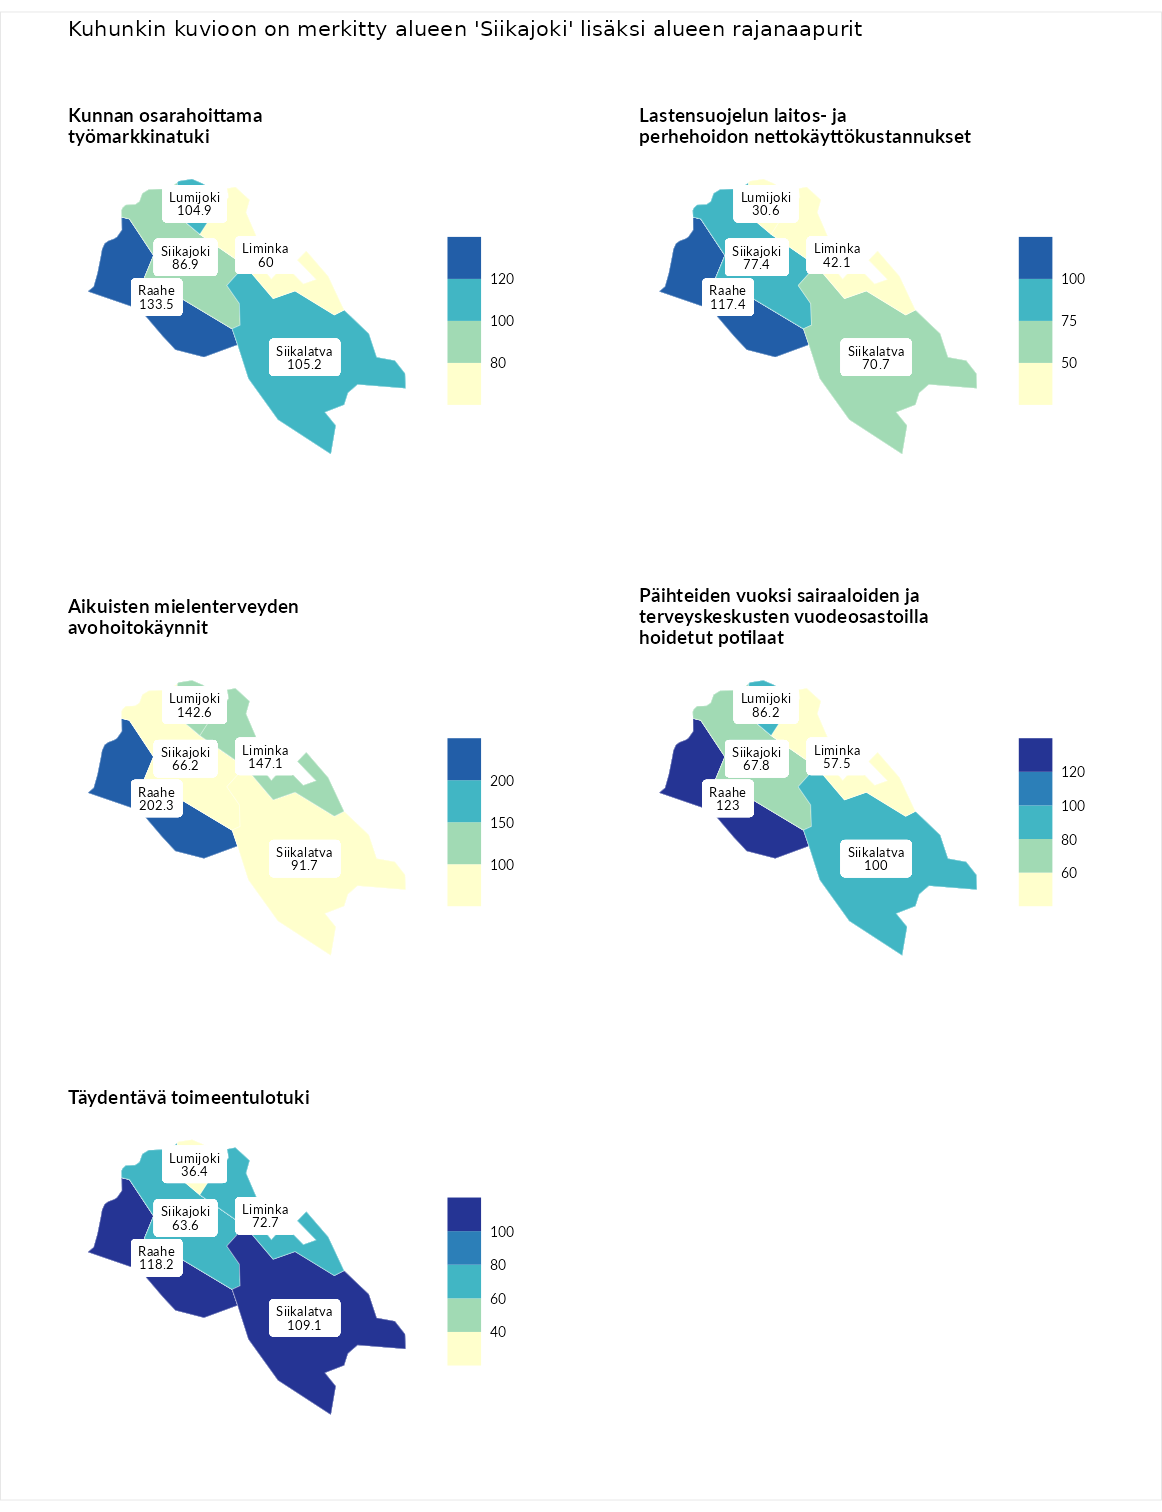 Kuhunkin kuvioon on merkitty alueen 'Siikajoki' lisäksi alueen rajanaapurit
Kunnan osarahoittama
työmarkkinatuki
Lumijoki
104.9
Siikajoki
86.9
Liminka
60
Raahe
133.5
Siikalatva
105.2
120
100
80
Lastensuojelun laitos- ja
perhehoidon nettokäyttökustannukset
Lumijoki
30.6
Siikajoki
77.4
Liminka
42.1
Raahe
117.4
Siikalatva
70.7
100
75
50
Aikuisten mielenterveyden
avohoitokäynnit
Lumijoki
142.6
Siikajoki
66.2
Liminka
147.1
Raahe
202.3
Siikalatva
91.7
200
150
100
Päihteiden vuoksi sairaaloiden ja
terveyskeskusten vuodeosastoilla
hoidetut potilaat
Lumijoki
86.2
Siikajoki
67.8
Liminka
57.5
Raahe
123
Siikalatva
100
120
100
80
60
Täydentävä toimeentulotuki
Lumijoki
36.4
Siikajoki
63.6
Liminka
72.7
Raahe
118.2
Siikalatva
109.1
100
80
60
40